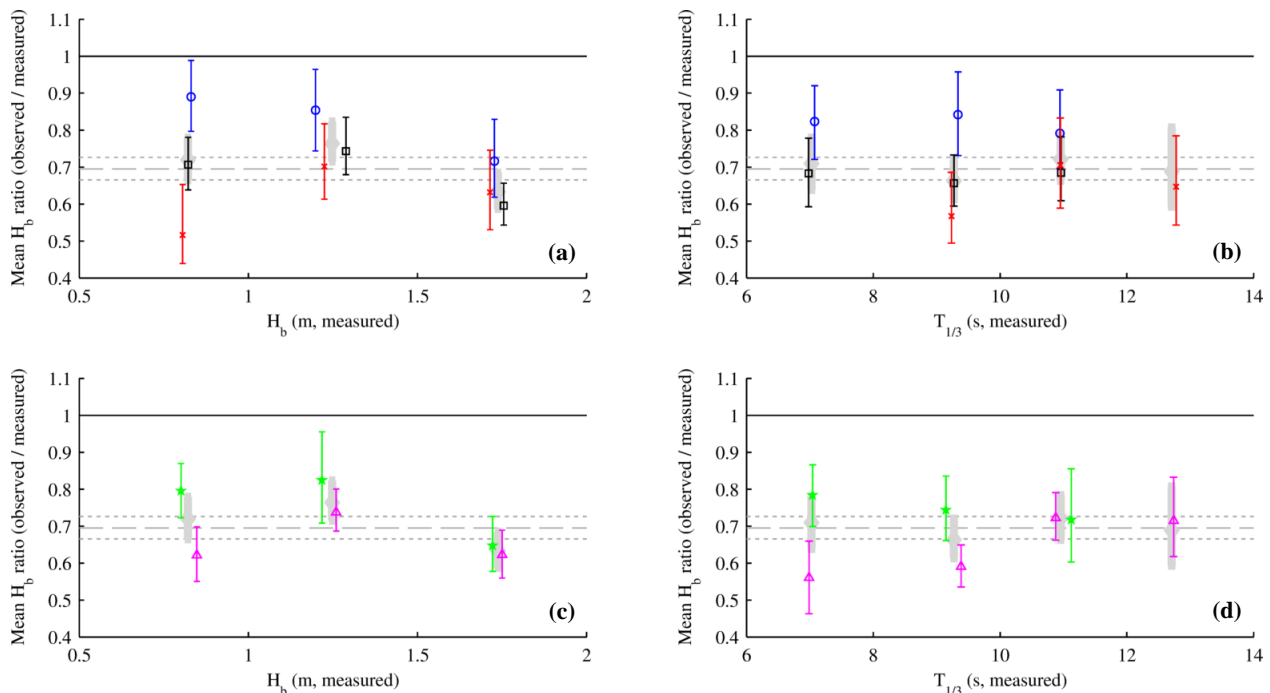 1.1
1
0.9
0.8
0.7
0.6
0.5
0.4
Mean H_b ratio (observed / measured)
0.5 1 1.5 2
H_b (m, measured)
(a)
1.1
1
0.9
0.8
0.7
0.6
0.5
0.4
Mean H_b ratio (observed / measured)
6 8 10 12 14
T_1/3 (s, measured)
(b)
1.1
1
0.9
0.8
0.7
0.6
0.5
0.4
Mean H_b ratio (observed / measured)
0.5 1 1.5 2
H_b (m, measured)
(c)
1.1
1
0.9
0.8
0.7
0.6
0.5
0.4
Mean H_b ratio (observed / measured)
6 8 10 12 14
T_1/3 (s, measured)
(d)